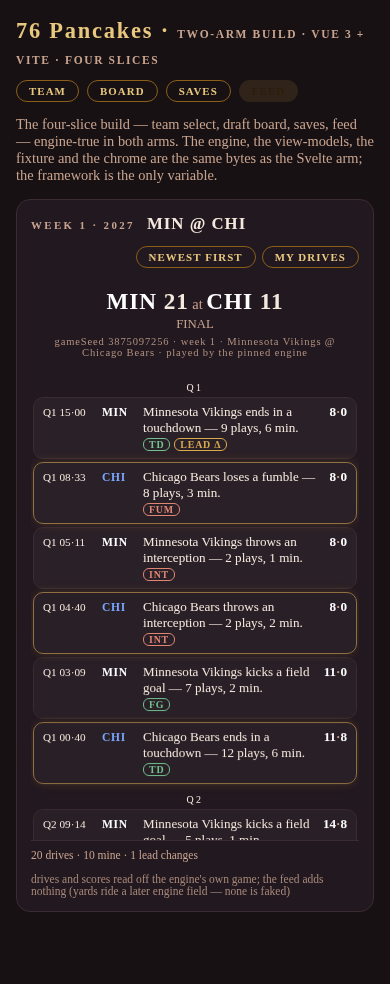 76 Pancakes · TWO-ARM BUILD · VUE 3 +
VITE · FOUR SLICES
TEAM BOARD SAVES FEED
The four-slice build — team select, draft board, saves, feed
— engine-true in both arms. The engine, the view-models, the
fixture and the chrome are the same bytes as the Svelte arm;
the framework is the only variable.
WEEK 1 · 2027 MIN @ CHI
NEWEST FIRST MY DRIVES
MIN 21 at CHI 11
FINAL
gameSeed 3875097256 · week 1 · Minnesota Vikings @
Chicago Bears · played by the pinned engine
Q1
Q1 15·00 MIN Minnesota Vikings ends in a 8·0
touchdown — 9 plays, 6 min.
TD LEAD Δ
Q1 08·33 CHI Chicago Bears loses a fumble — 8·0
8 plays, 3 min.
FUM
Q1 05·11 MIN Minnesota Vikings throws an 8·0
interception — 2 plays, 1 min.
INT
Q1 04·40 CHI Chicago Bears throws an 8·0
interception — 2 plays, 2 min.
INT
Q1 03·09 MIN Minnesota Vikings kicks a field 11·0
goal — 7 plays, 2 min.
FG
Q1 00·40 CHI Chicago Bears ends in a 11·8
touchdown — 12 plays, 6 min.
TD
Q2
Q2 09·14 MIN Minnesota Vikings kicks a field 14·8
goal — 5 plays, 1 min.
20 drives · 10 mine · 1 lead changes
drives and scores read off the engine's own game; the feed adds
nothing (yards ride a later engine field — none is faked)